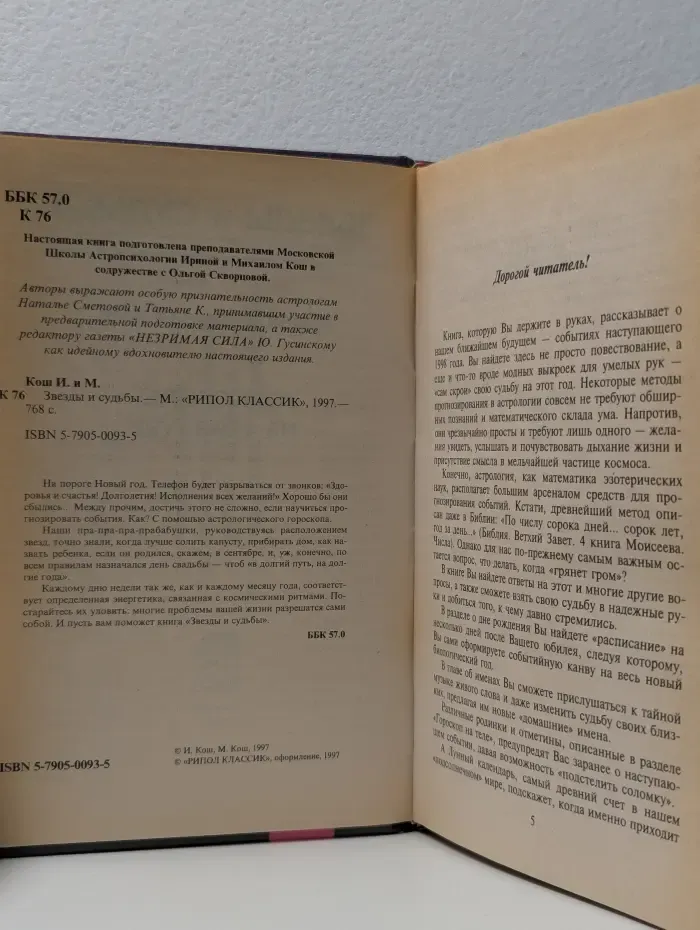 ББК 57.0
К 76
Настоящая книга подготовлена преподавателями Московской
Школы Астропсихологии Ириной и Михаилом Кош в
содружестве с Ольгой Скворцовой.
Авторы выражают особую признательность астрологам
Наталье Сметовой и Татьяне К., принимавшим участие в
предварительной подготовке материала, а также
редактору газеты «НЕЗРИМАЯ СИЛА» Ю. Гусинскому
как идейному вдохновителю настоящего издания.
Кош И. и М.
К 76 Звезды и судьбы.— М.: «РИПОЛ КЛАССИК», 1997.—
768 с.
ISBN 5-7905-0093-5
На пороге Новый год. Телефон будет разрываться от звонков: «Здо-
ровья и счастья! Долголетия! Исполнения всех желаний!» Хорошо бы они
сбылись... Между прочим, достичь этого не сложно, если научиться прог-
нозировать события. Как? С помощью астрологического гороскопа.
Наши пра-пра-пра-прабабушки, руководствуясь расположением
звезд, точно знали, когда лучше солить капусту, прибирать дом, как на-
звать ребенка, если он родился, скажем, в сентябре, и, уж, конечно, по
всем правилам назначался день свадьбы — чтоб «в долгий путь, на дол-
гие года».
Каждому дню недели так же, как и каждому месяцу года, соответст-
вует определенная энергетика, связанная с космическими ритмами. По-
старайтесь их уловить, многие проблемы вашей жизни разрешатся сами
собой. И пусть вам поможет книга «Звезды и судьбы».
ББК 57.0
ISBN 5-7905-0093-5
© И. Кош, М. Кош, 1997
© «РИПОЛ КЛАССИК», оформление, 1997
Дорогой читатель!
Книга, которую Вы держите в руках, рассказывает о
нашем ближайшем будущем — событиях наступающего
1998 года. Вы найдете здесь не просто повествование, а
еще и что-то вроде модных выкроек для умелых рук —
«сам скрои» свою судьбу на этот год. Некоторые методы
прогнозирования в астрологии совсем не требуют обшир-
ных познаний и математического склада ума. Напротив,
они чрезвычайно просты и требуют лишь одного — жела-
ния увидеть, услышать и почувствовать дыхание жизни и
присутствие смысла в мельчайшей частице космоса.
Конечно, астрология, как математика эзотерических
наук, располагает большим арсеналом средств для про-
гнозирования событий. Кстати, древнейший метод опи-
сан даже в Библии: «По числу сорока дней... сорок лет,
год за день...» (Библия. Ветхий Завет. 4 книга Моисеева.
Числа). Однако для нас по-прежнему самым важным ос-
тается вопрос, что делать, когда «грянет гром»?
В книге Вы найдете ответы на этот и многие другие во-
просы, а также сможете взять свою судьбу в надежные ру-
ки и добиться того, к чему давно стремились.
В разделе о дне рождения Вы найдете «расписание» на
несколько дней после Вашего юбилея, следуя которому,
Вы сами сформируете событийную канву на весь новый
биологический год.
В главе об именах Вы сможете прислушаться к тайной
музыке живого слова и даже изменить судьбу своих близ-
ких, предлагая им новые «домашние» имена.
Различные родинки и отметины, описанные в разделе
«Гороскоп на теле», предупредят Вас заранее о наступаю-
щем событии, давая возможность «подстелить соломку».
А Лунный календарь, самый древний счет в нашем
«подсолнечном» мире, подскажет, когда именно приходит
5